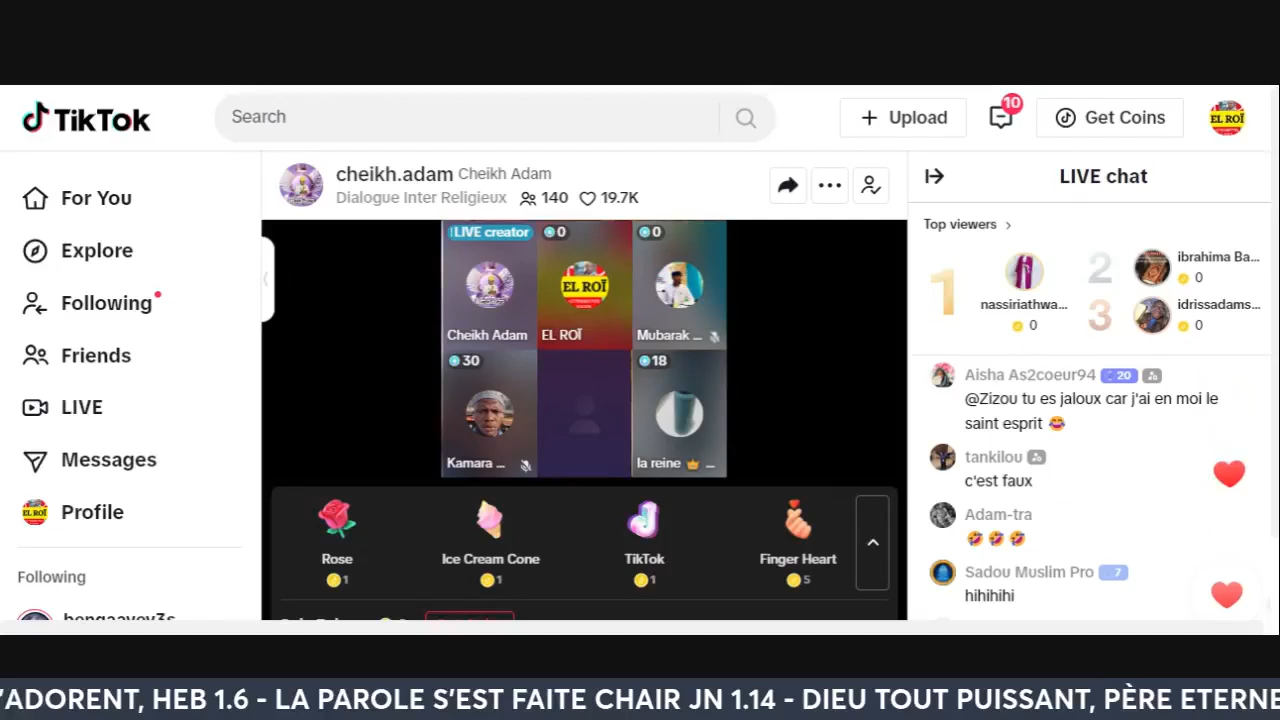 TikTok
Search
Upload
10
Get Coins
EL ROÏ
For You
Explore
Following
Friends
LIVE
Messages
EL ROÏ
Profile
Following
cheikh.adam Cheikh Adam
Dialogue Inter Religieux 140 19.7K
LIVE creator
0
0
EL ROÏ
Cheikh Adam
EL ROÏ
Mubarak ...
30
18
Kamara ...
la reine ...
Rose
1
Ice Cream Cone
1
TikTok
1
Finger Heart
5
LIVE chat
Top viewers
1
nassiriathwa...
0
2
ibrahima Ba...
0
3
idrissadams...
0
Aisha As2coeur94 20
@Zizou tu es jaloux car j'ai en moi le
saint esprit 😂
tankilou
c'est faux
Adam-tra
🤣 🤣 🤣
Sadou Muslim Pro 7
hihihihi
’ADORENT, HEB 1.6 - LA PAROLE S’EST FAITE CHAIR JN 1.14 - DIEU TOUT PUISSANT, PÈRE ETERNE